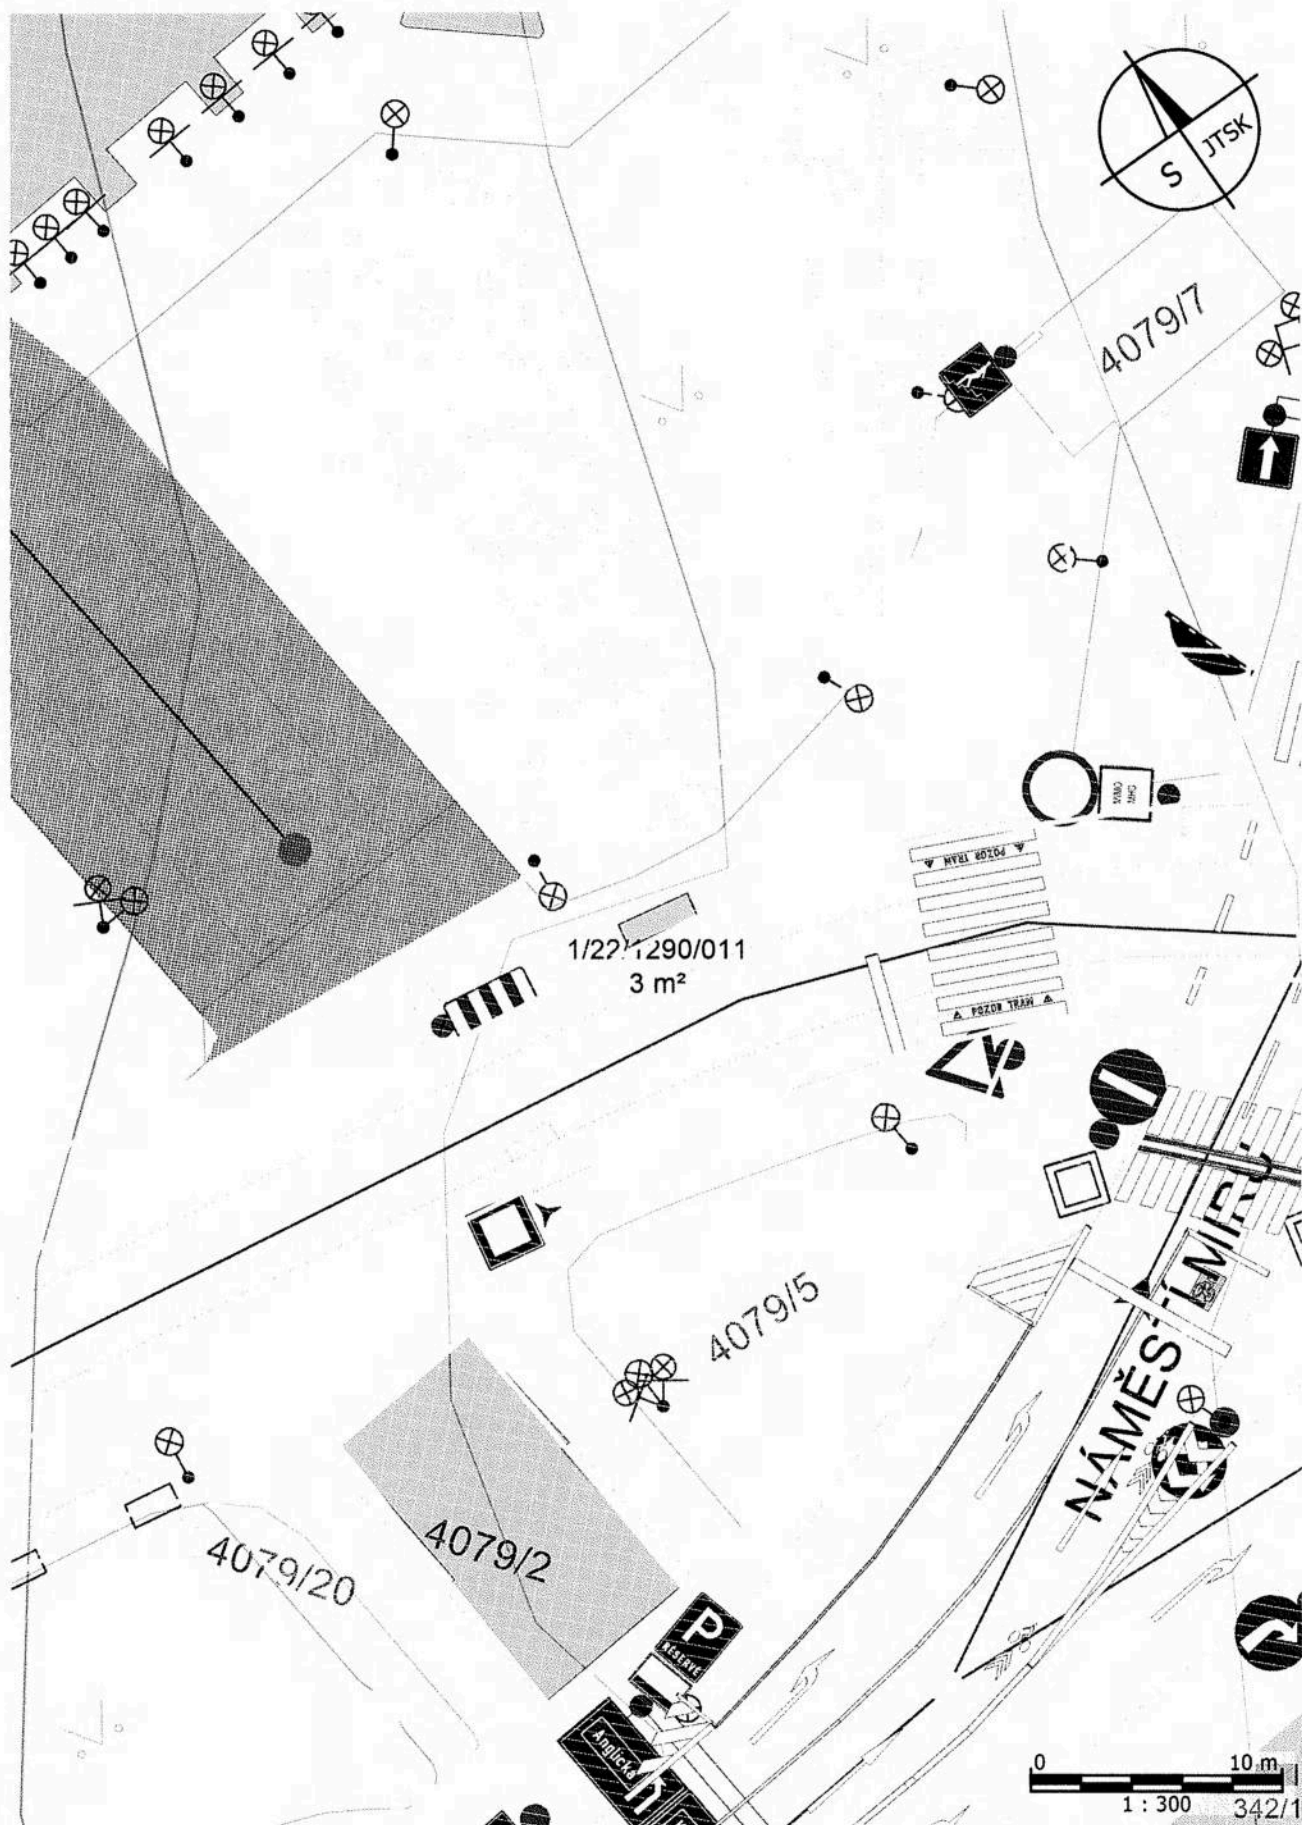 S JTSK
4079/7
POZOR TRAM
1/22/1290/011
3 m²
POZOR TRAM
4079/5
NÁMĚSTÍ MÍRU
4079/2
4079/20
P
RÉSERVÉ
Anglická
0 10 m
1 : 300
342/1